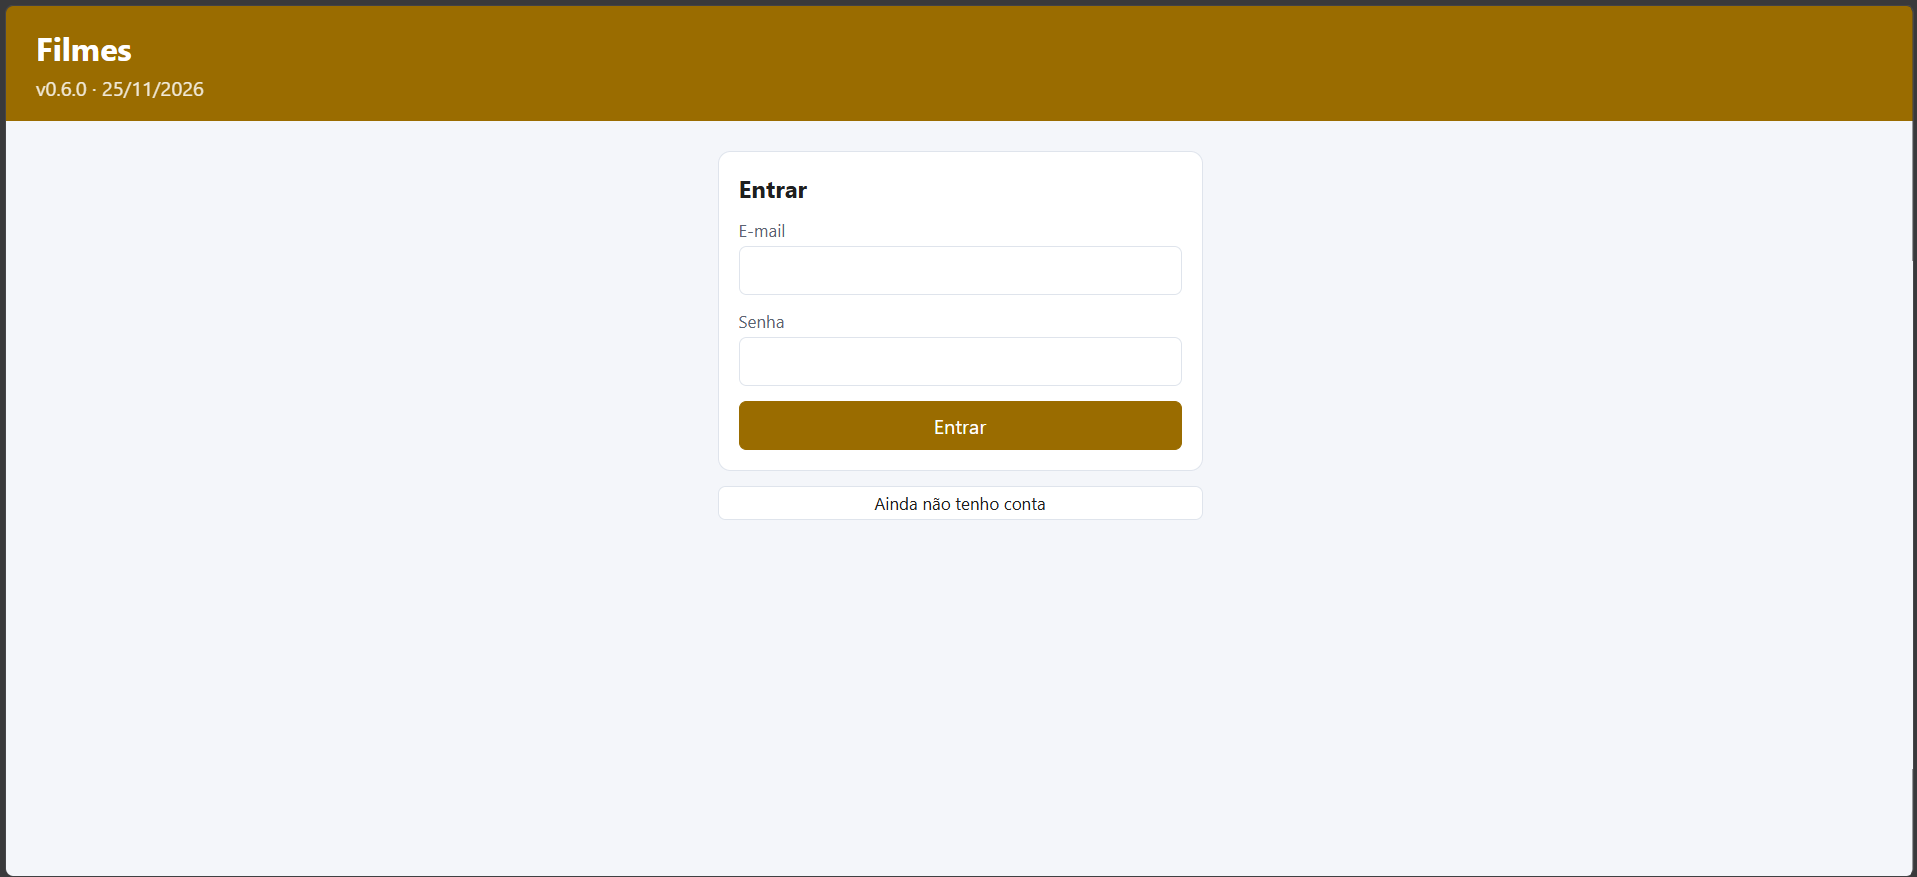 Filmes
v0.6.0 · 25/11/2026
Entrar
E-mail
Senha
Entrar
Ainda não tenho conta